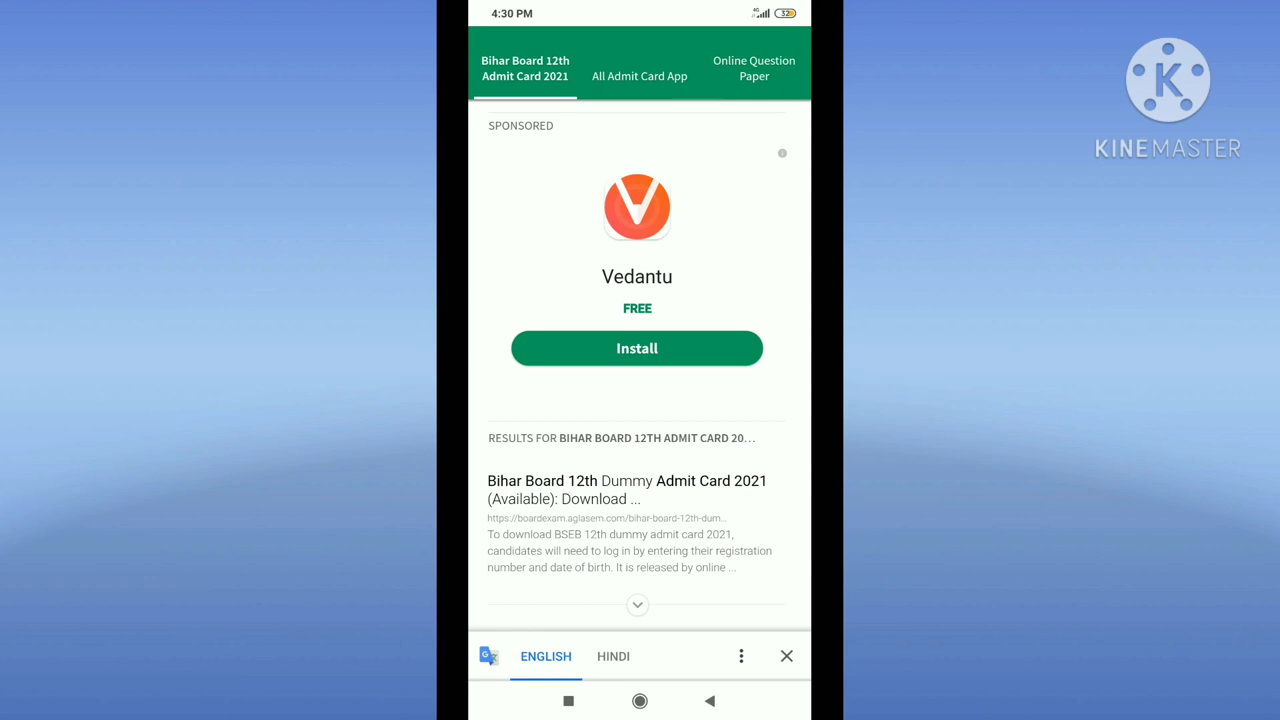 4:30 PM
4G
32
Bihar Board 12th
Admit Card 2021
All Admit Card App
Online Question
Paper
SPONSORED
Vedantu
FREE
Install
RESULTS FOR BIHAR BOARD 12TH ADMIT CARD 20...
Bihar Board 12th Dummy Admit Card 2021
(Available): Download ...
https://boardexam.aglasem.com/bihar-board-12th-dum...
To download BSEB 12th dummy admit card 2021,
candidates will need to log in by entering their registration
number and date of birth. It is released by online ...
ENGLISH
HINDI
K
KINEMASTER